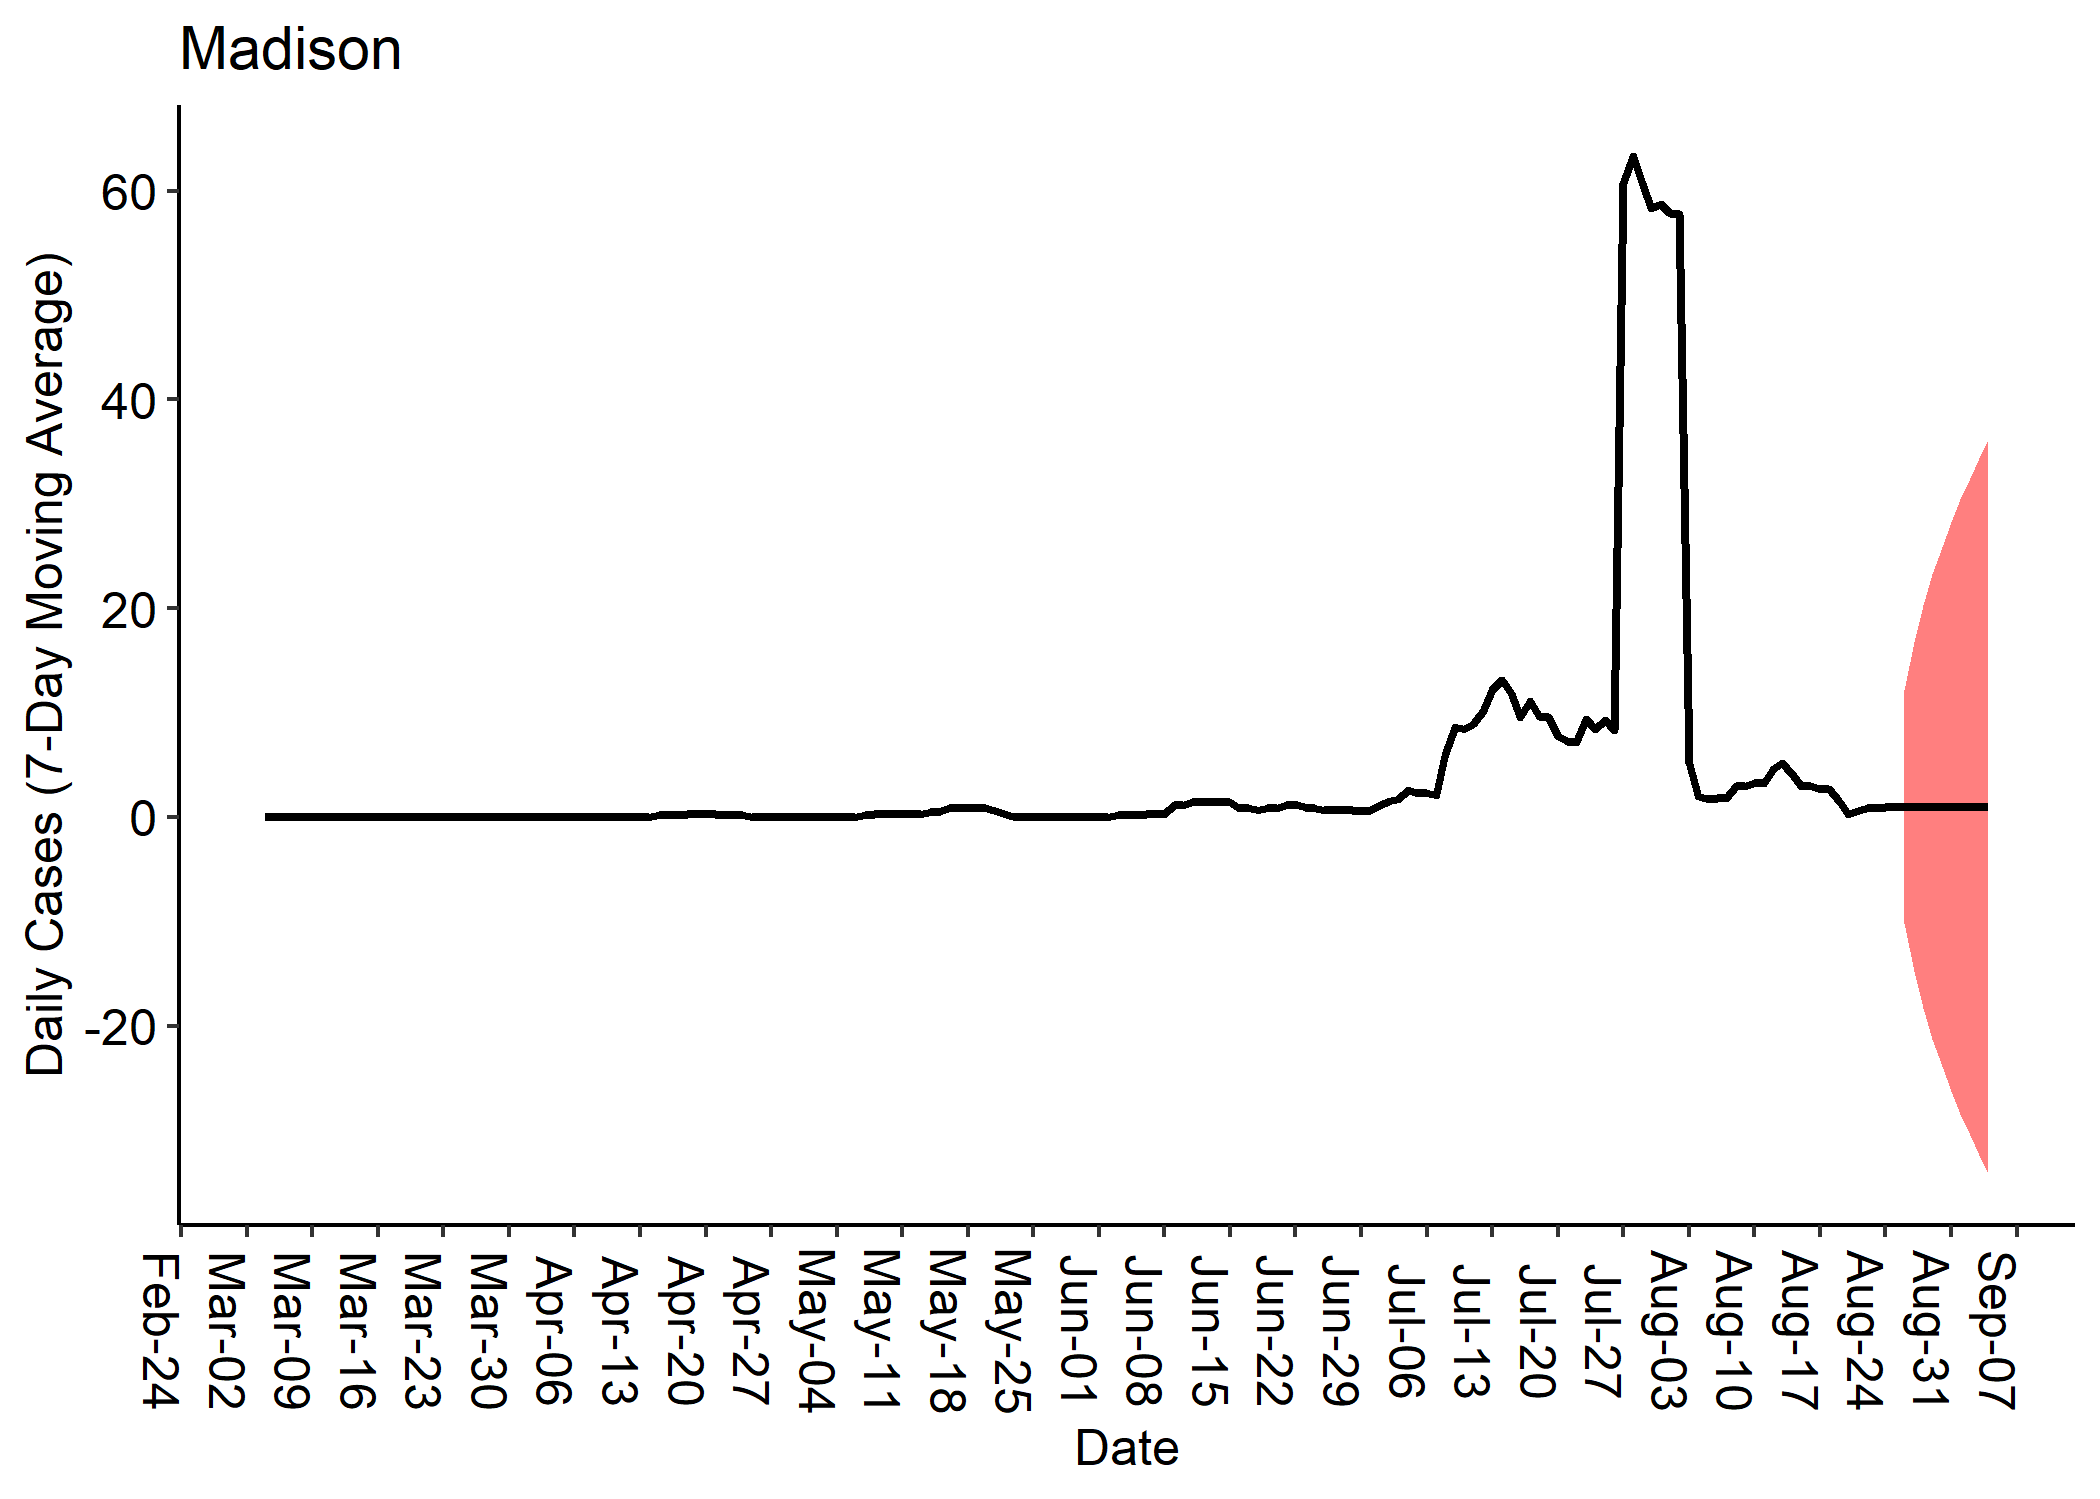 Madison
Daily Cases (7-Day Moving Average)
60
40
20
0
-20
Feb-24
Mar-02
Mar-09
Mar-16
Mar-23
Mar-30
Apr-06
Apr-13
Apr-20
Apr-27
May-04
May-11
May-18
May-25
Jun-01
Jun-08
Jun-15
Jun-22
Jun-29
Jul-06
Jul-13
Jul-20
Jul-27
Aug-03
Aug-10
Aug-17
Aug-24
Aug-31
Sep-07
Date